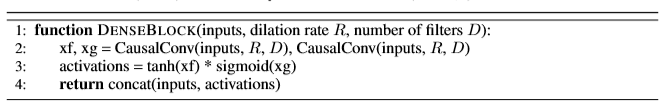 1: function DENSEBLOCK(inputs, dilation rate R, number of filters D):
2: xf, xg = CausalConv(inputs, R, D), CausalConv(inputs, R, D)
3: activations = tanh(xf) * sigmoid(xg)
4: return concat(inputs, activations)